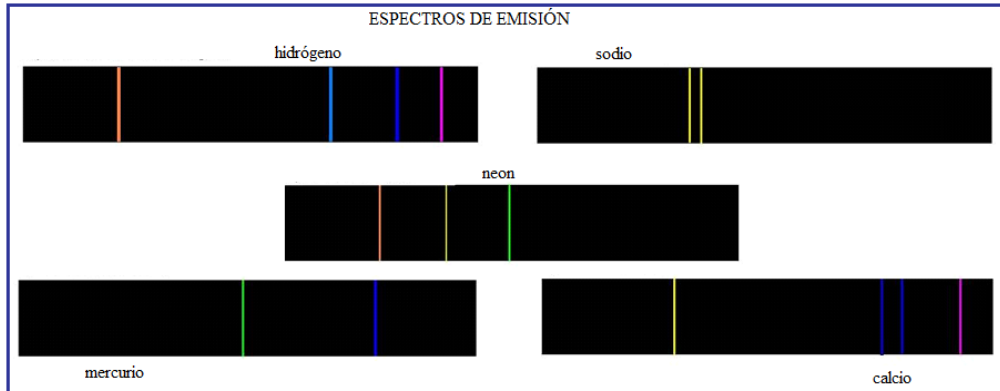 ESPECTROS DE EMISIÓN
hidrógeno
sodio
neon
mercurio
calcio